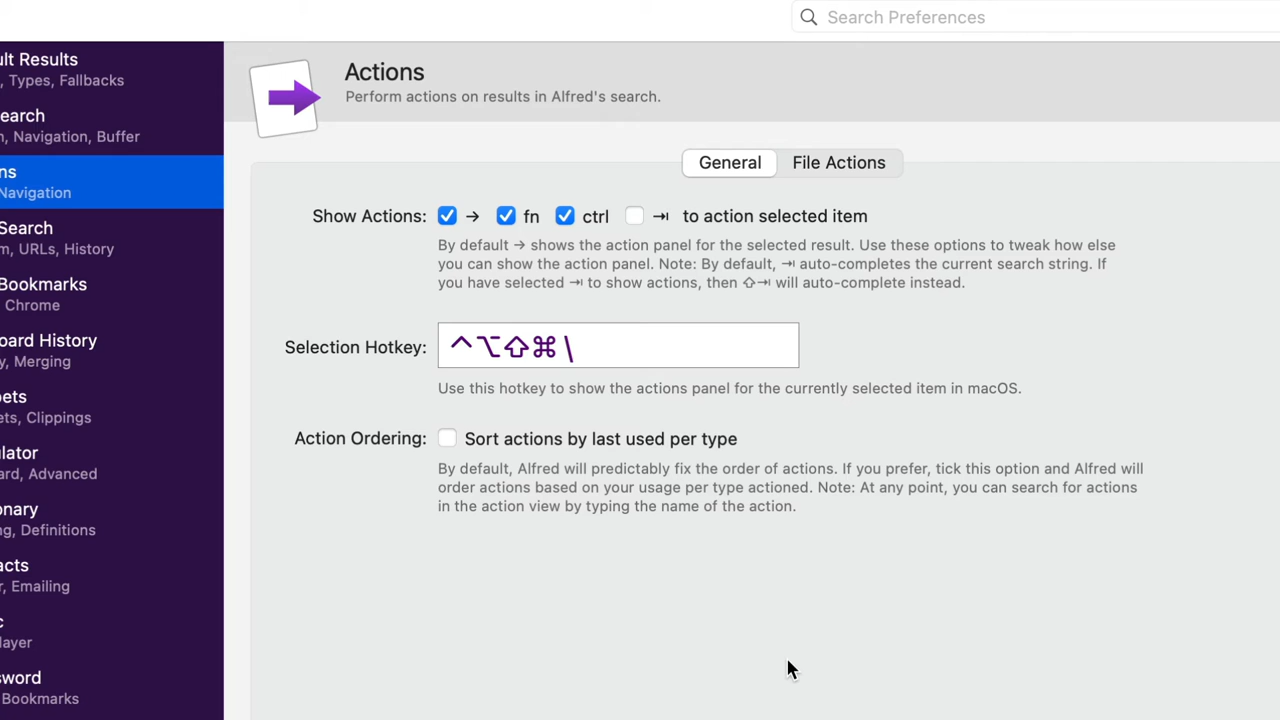 Search Preferences
ult Results
, Types, Fallbacks
earch
n, Navigation, Buffer
ns
Navigation
Search
m, URLs, History
Bookmarks
Chrome
oard History
y, Merging
pets
ets, Clippings
ulator
ard, Advanced
onary
ng, Definitions
acts
r, Emailing
c
layer
sword
Bookmarks
Actions
Perform actions on results in Alfred's search.
General File Actions
Show Actions: → fn ctrl ⇥ to action selected item
By default → shows the action panel for the selected result. Use these options to tweak how else
you can show the action panel. Note: By default, ⇥ auto-completes the current search string. If
you have selected ⇥ to show actions, then ⇧⇥ will auto-complete instead.
Selection Hotkey: ^⌥⇧⌘\
Use this hotkey to show the actions panel for the currently selected item in macOS.
Action Ordering: Sort actions by last used per type
By default, Alfred will predictably fix the order of actions. If you prefer, tick this option and Alfred will
order actions based on your usage per type actioned. Note: At any point, you can search for actions
in the action view by typing the name of the action.